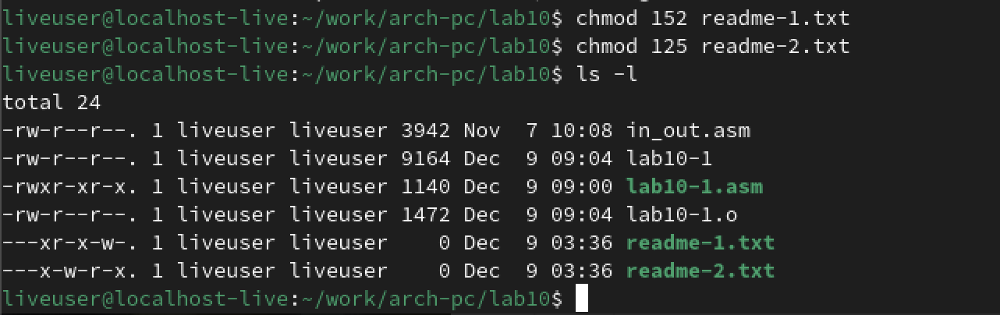 liveuser@localhost-live:~/work/arch-pc/lab10$ chmod 152 readme-1.txt
liveuser@localhost-live:~/work/arch-pc/lab10$ chmod 125 readme-2.txt
liveuser@localhost-live:~/work/arch-pc/lab10$ ls -l
total 24
-rw-r--r--. 1 liveuser liveuser 3942 Nov  7 10:08 in_out.asm
-rw-r--r--. 1 liveuser liveuser 9164 Dec  9 09:04 lab10-1
-rwxr-xr-x. 1 liveuser liveuser 1140 Dec  9 09:00 lab10-1.asm
-rw-r--r--. 1 liveuser liveuser 1472 Dec  9 09:04 lab10-1.o
---xr-x-w-. 1 liveuser liveuser    0 Dec  9 03:36 readme-1.txt
---x-w-r-x. 1 liveuser liveuser    0 Dec  9 03:36 readme-2.txt
liveuser@localhost-live:~/work/arch-pc/lab10$